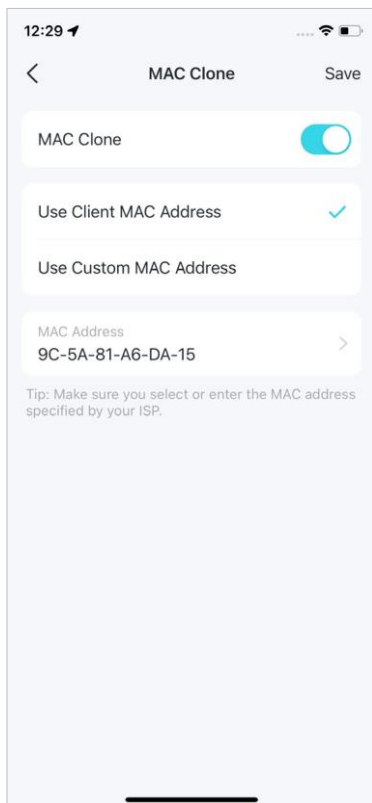 12:29
MAC Clone Save
MAC Clone
Use Client MAC Address
Use Custom MAC Address
MAC Address
9C-5A-81-A6-DA-15
Tip: Make sure you select or enter the MAC address
specified by your ISP.